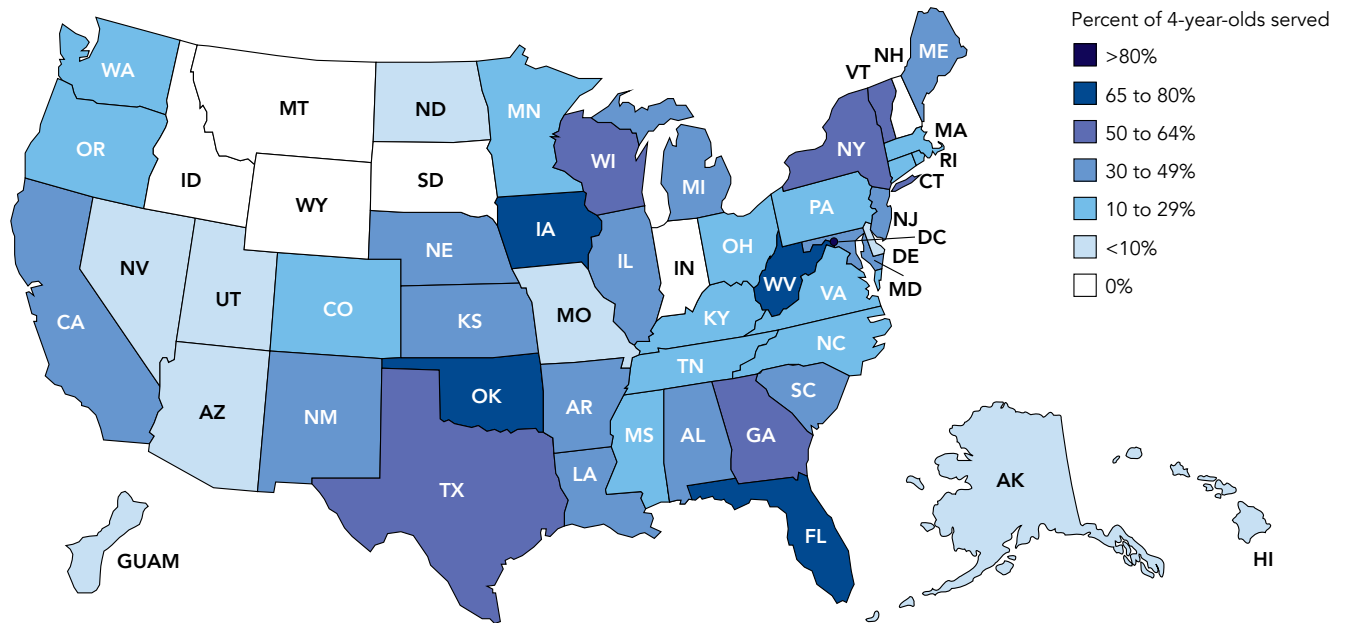 Percent of 4-year-olds served
>80%
65 to 80%
50 to 64%
30 to 49%
10 to 29%
<10%
0%
WA
MT
ND
MN
VT
NH
ME
OR
ID
SD
WI
NY
MA
RI
CT
WY
MI
PA
NJ
DC
DE
MD
NV
UT
CO
NE
IA
IL
IN
OH
WV
VA
CA
KS
MO
KY
NC
TN
AZ
NM
OK
AR
SC
MS
AL
GA
TX
LA
FL
AK
HI
GUAM